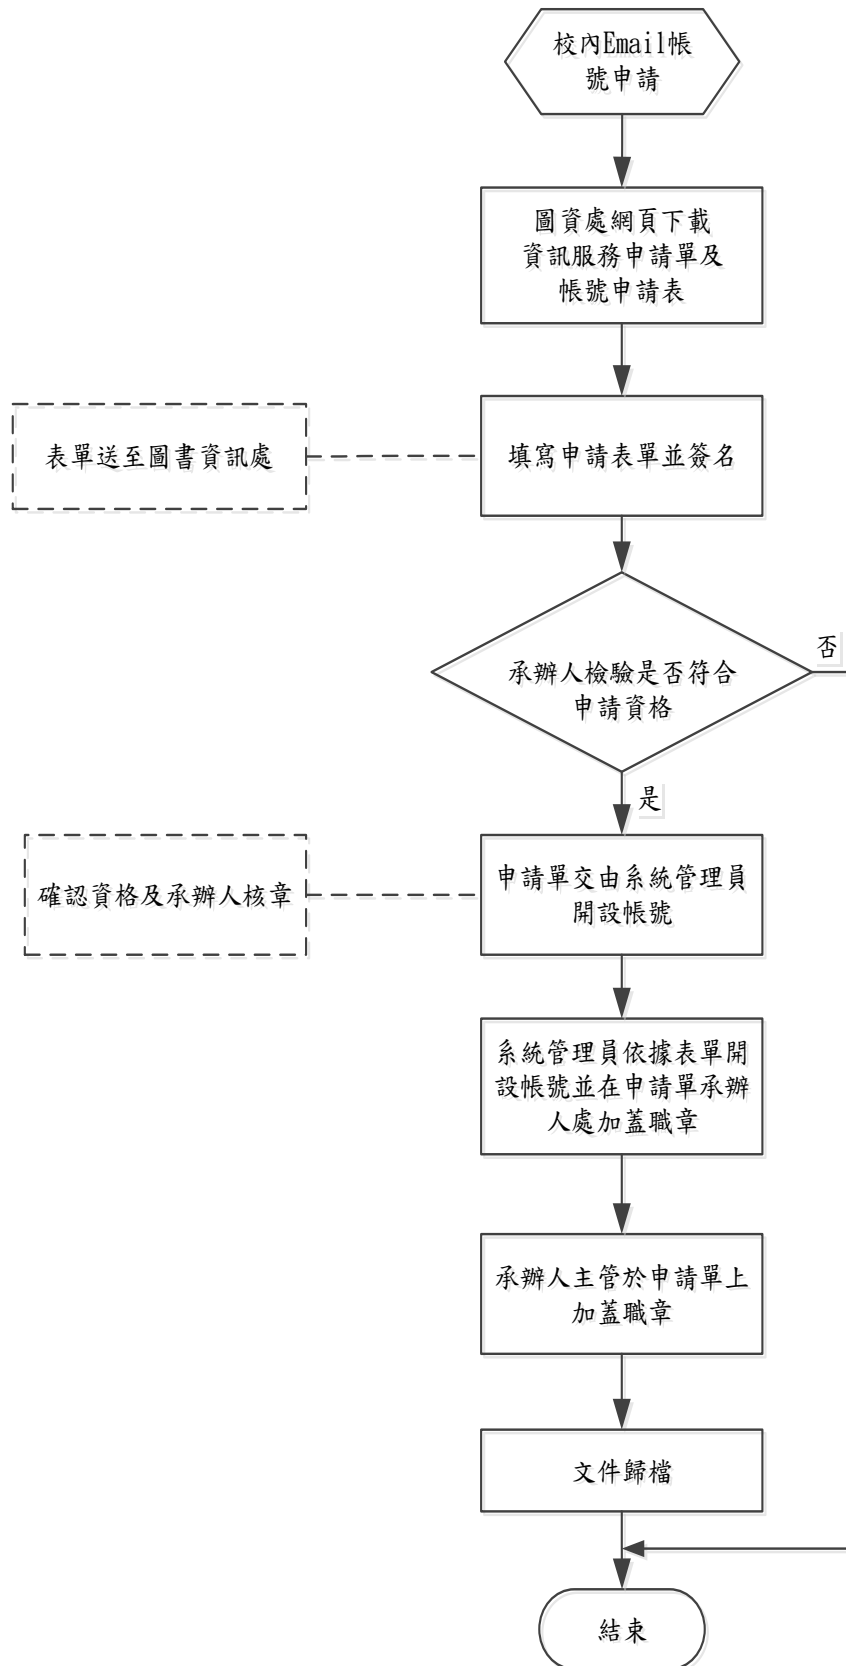 校內Email帳
號申請
圖資處網頁下載
資訊服務申請單及
帳號申請表
表單送至圖書資訊處
填寫申請表單並簽名
否
承辦人檢驗是否符合
申請資格
是
確認資格及承辦人核章
申請單交由系統管理員
開設帳號
系統管理員依據表單開
設帳號並在申請單承辦
人處加蓋職章
承辦人主管於申請單上
加蓋職章
文件歸檔
結束